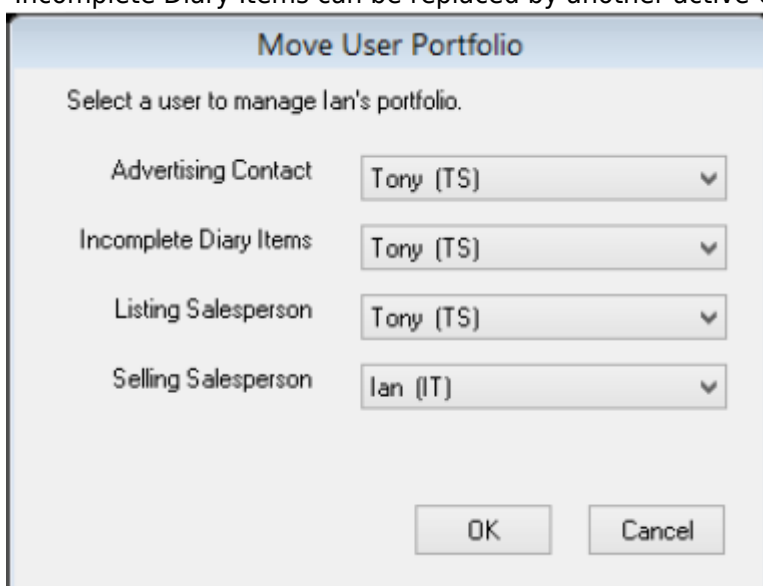 Incomplete Diary Items can be replaced by another active
Move User Portfolio
Select a user to manage Ian's portfolio.
Advertising Contact Tony (TS)
Incomplete Diary Items Tony (TS)
Listing Salesperson Tony (TS)
Selling Salesperson Ian (IT)
OK Cancel